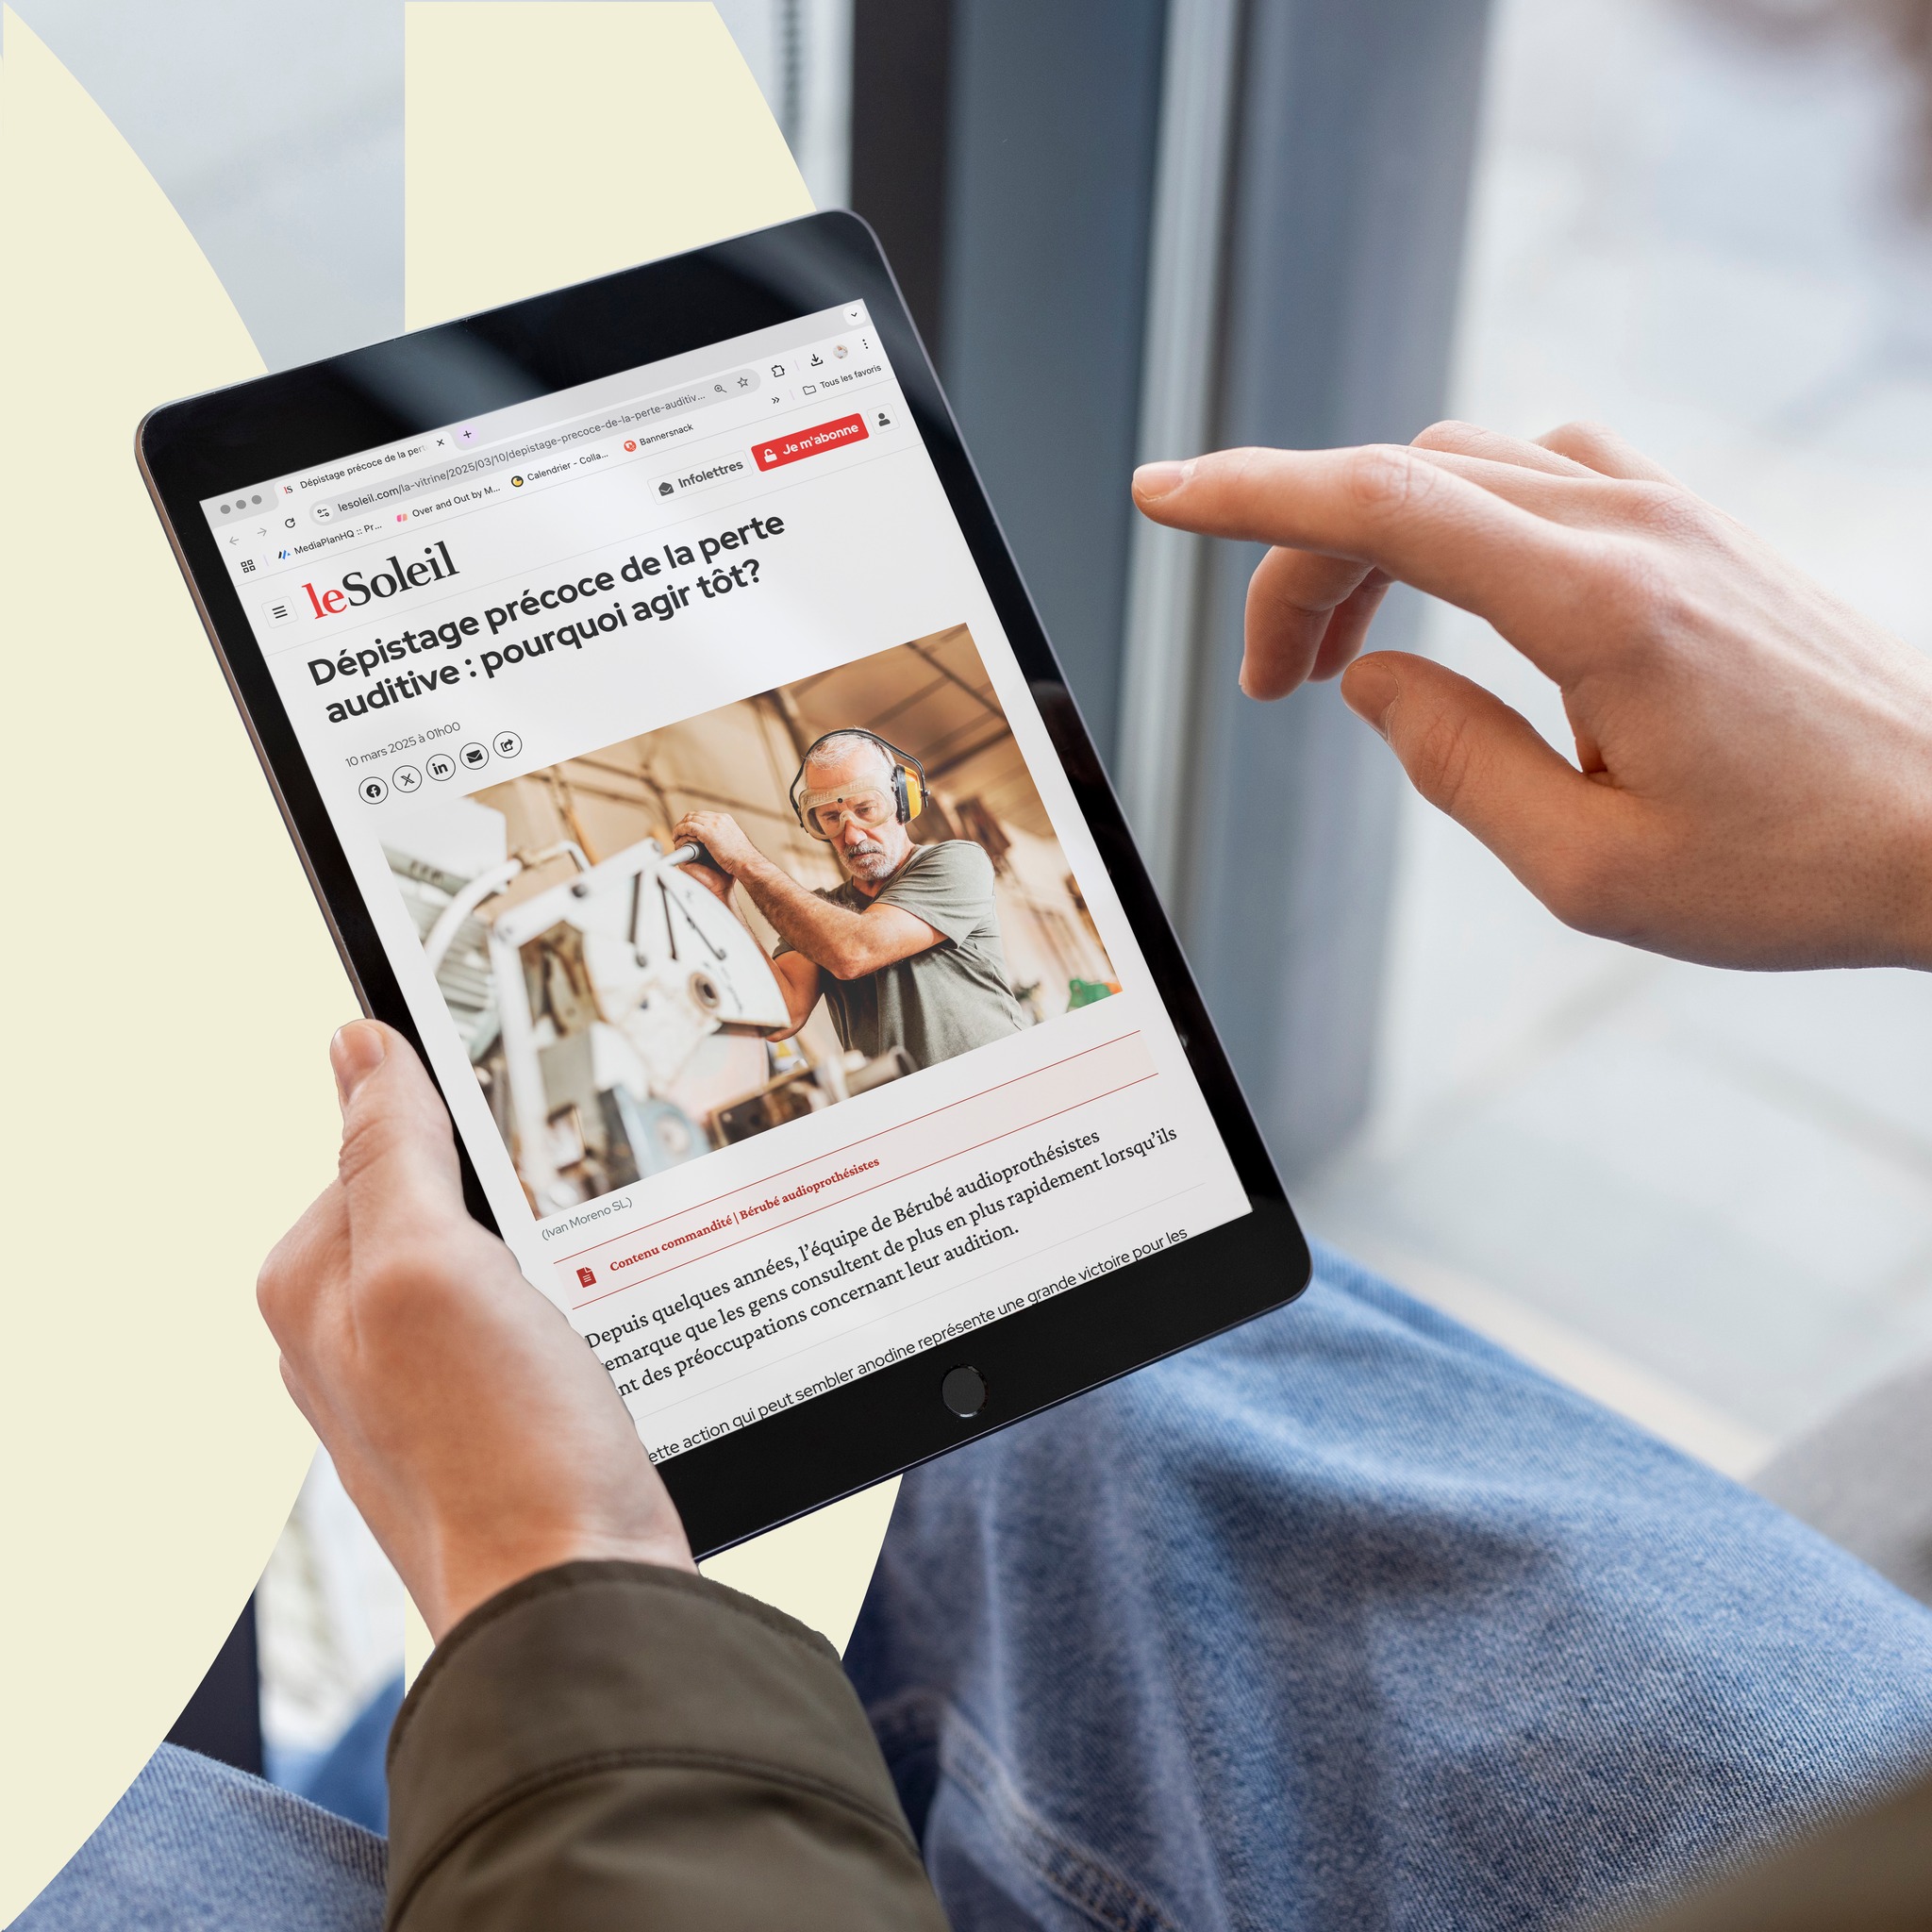 Dépistage précoce de la per
lesoleil.com/la-vitrine/2025/03/10/depistage-precoce-de-la-perte-auditiv...
MediaPlanHQ :: Pr... Over and Out by M... Calendrier - Colla... Bannersnack » Tous les favoris
leSoleil Infolettres Je m'abonne
Dépistage précoce de la perte
auditive : pourquoi agir tôt?
10 mars 2025 à 01h00
(Ivan Moreno SL)
Contenu commandité | Bérubé audioprothésistes
Depuis quelques années, l'équipe de Bérubé audioprothésistes
emarque que les gens consultent de plus en plus rapidement lorsqu'ils
nt des préoccupations concernant leur audition.
ette action qui peut sembler anodine représente une grande victoire pour les